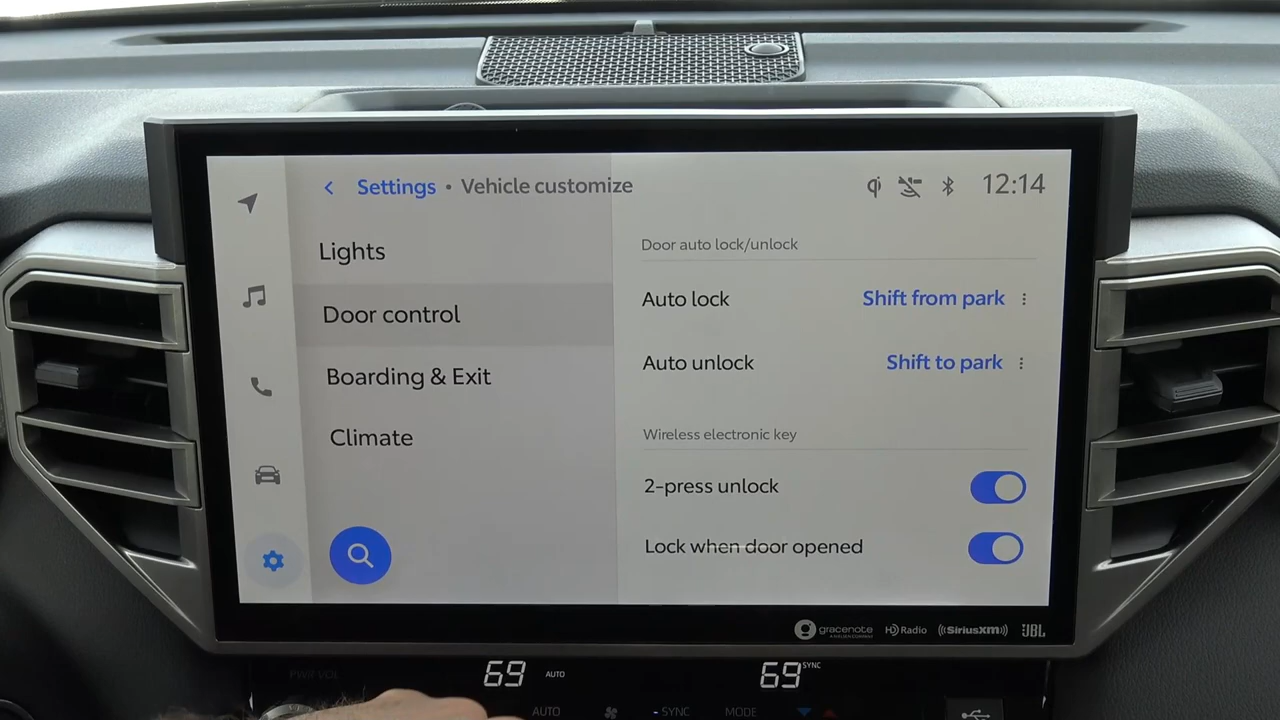 Settings • Vehicle customize
12:14
Lights
Door control
Boarding & Exit
Climate
Door auto lock/unlock
Auto lock Shift from park
Auto unlock Shift to park
Wireless electronic key
2-press unlock
Lock when door opened
gracenote
HD Radio
((SiriusXM))
JBL
PWR VOL
69 AUTO
69 SYNC
AUTO
- SYNC
MODE